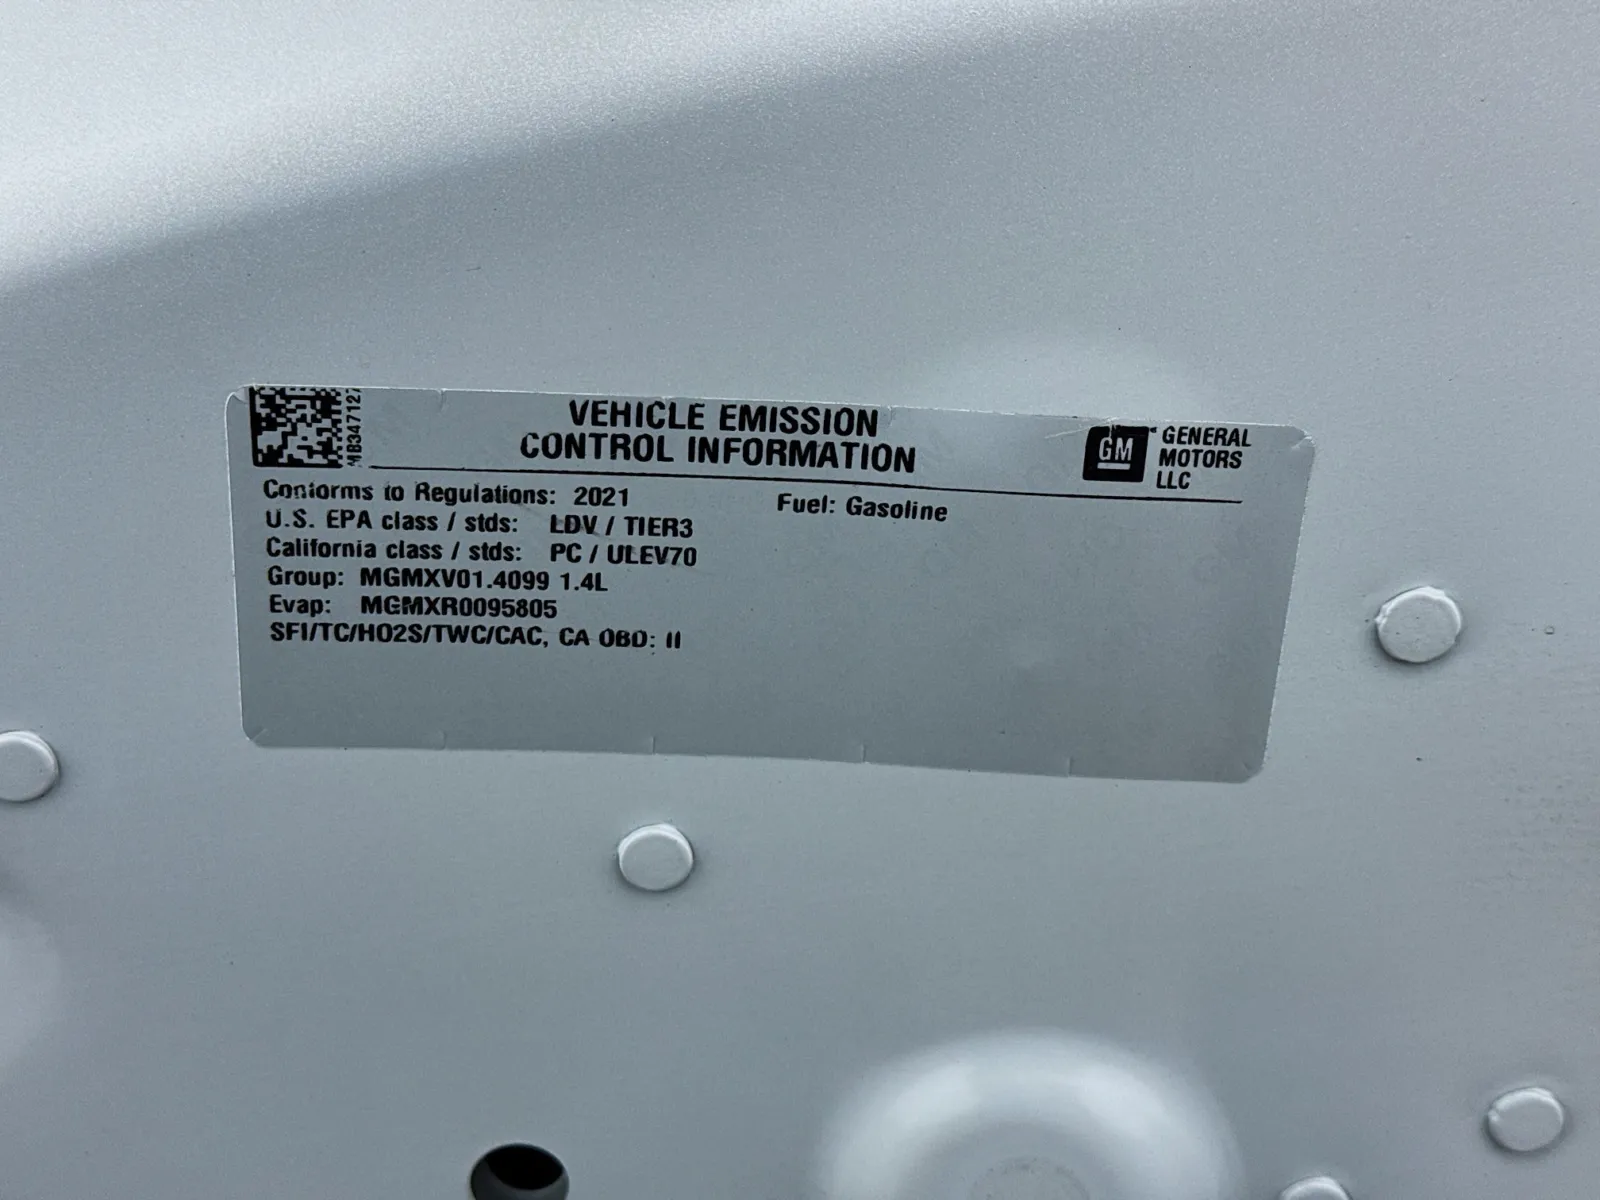 MB347127
VEHICLE EMISSION
CONTROL INFORMATION
GM
GENERAL
MOTORS
LLC
Conforms to Regulations: 2021
Fuel: Gasoline
U.S. EPA class / stds: LDV / TIER3
California class / stds: PC / ULEV70
Group: MGMXV01.4099 1.4L
Evap: MGMXR0095805
SFI/TC/HO2S/TWC/CAC, CA OBD: II